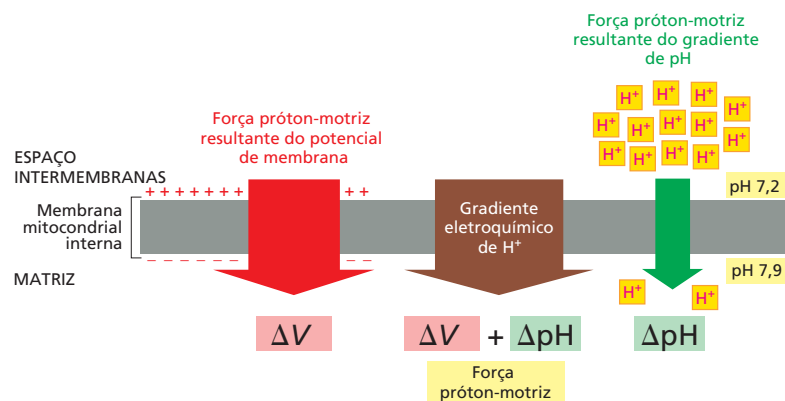 Força próton-motriz
resultante do gradiente
de pH
H⁺ H⁺ H⁺
H⁺
H⁺ H⁺ H⁺ H⁺
H⁺
H⁺ H⁺ H⁺ H⁺
Força próton-motriz
resultante do potencial
de membrana
ESPAÇO
INTERMEMBRANAS
+ + + + + + + + +
pH 7,2
Membrana
mitocondrial
interna
Gradiente
eletroquímico
de H⁺
– – – – – – – – –
pH 7,9
MATRIZ
H⁺ H⁺
ΔV
ΔV + ΔpH
ΔpH
Força
próton-motriz